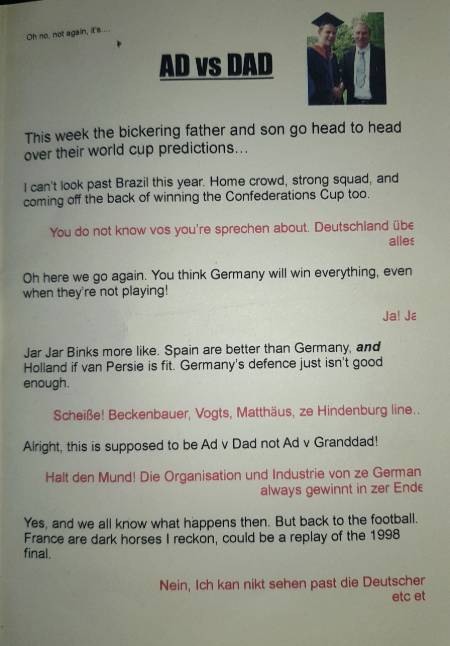 Oh no, not again, it's....
AD vs DAD
This week the bickering father and son go head to head
over their world cup predictions…
I can't look past Brazil this year. Home crowd, strong squad, and
coming off the back of winning the Confederations Cup too.
You do not know vos you're sprechen about. Deutschland übe
alles
Oh here we go again. You think Germany will win everything, even
when they're not playing!
Ja! Ja
Jar Jar Binks more like. Spain are better than Germany, and
Holland if van Persie is fit. Germany's defence just isn't good
enough.
Scheiße! Beckenbauer, Vogts, Matthäus, ze Hindenburg line..
Alright, this is supposed to be Ad v Dad not Ad v Granddad!
Halt den Mund! Die Organisation und Industrie von ze German
always gewinnt in zer Ende
Yes, and we all know what happens then. But back to the football.
France are dark horses I reckon, could be a replay of the 1998
final.
Nein, Ich kan nikt sehen past die Deutscher
etc et